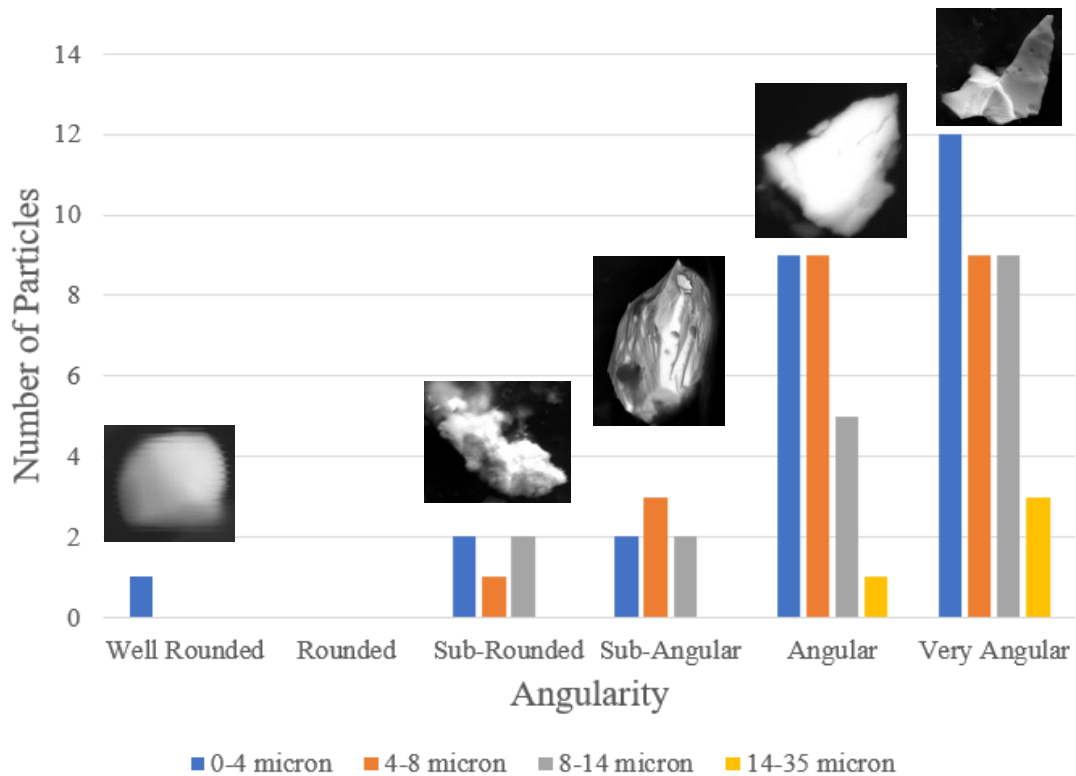 14
12
10
8
6
4
2
0
Number of Particles
Well Rounded
Rounded
Sub-Rounded
Sub-Angular
Angular
Very Angular
Angularity
0-4 micron
4-8 micron
8-14 micron
14-35 micron